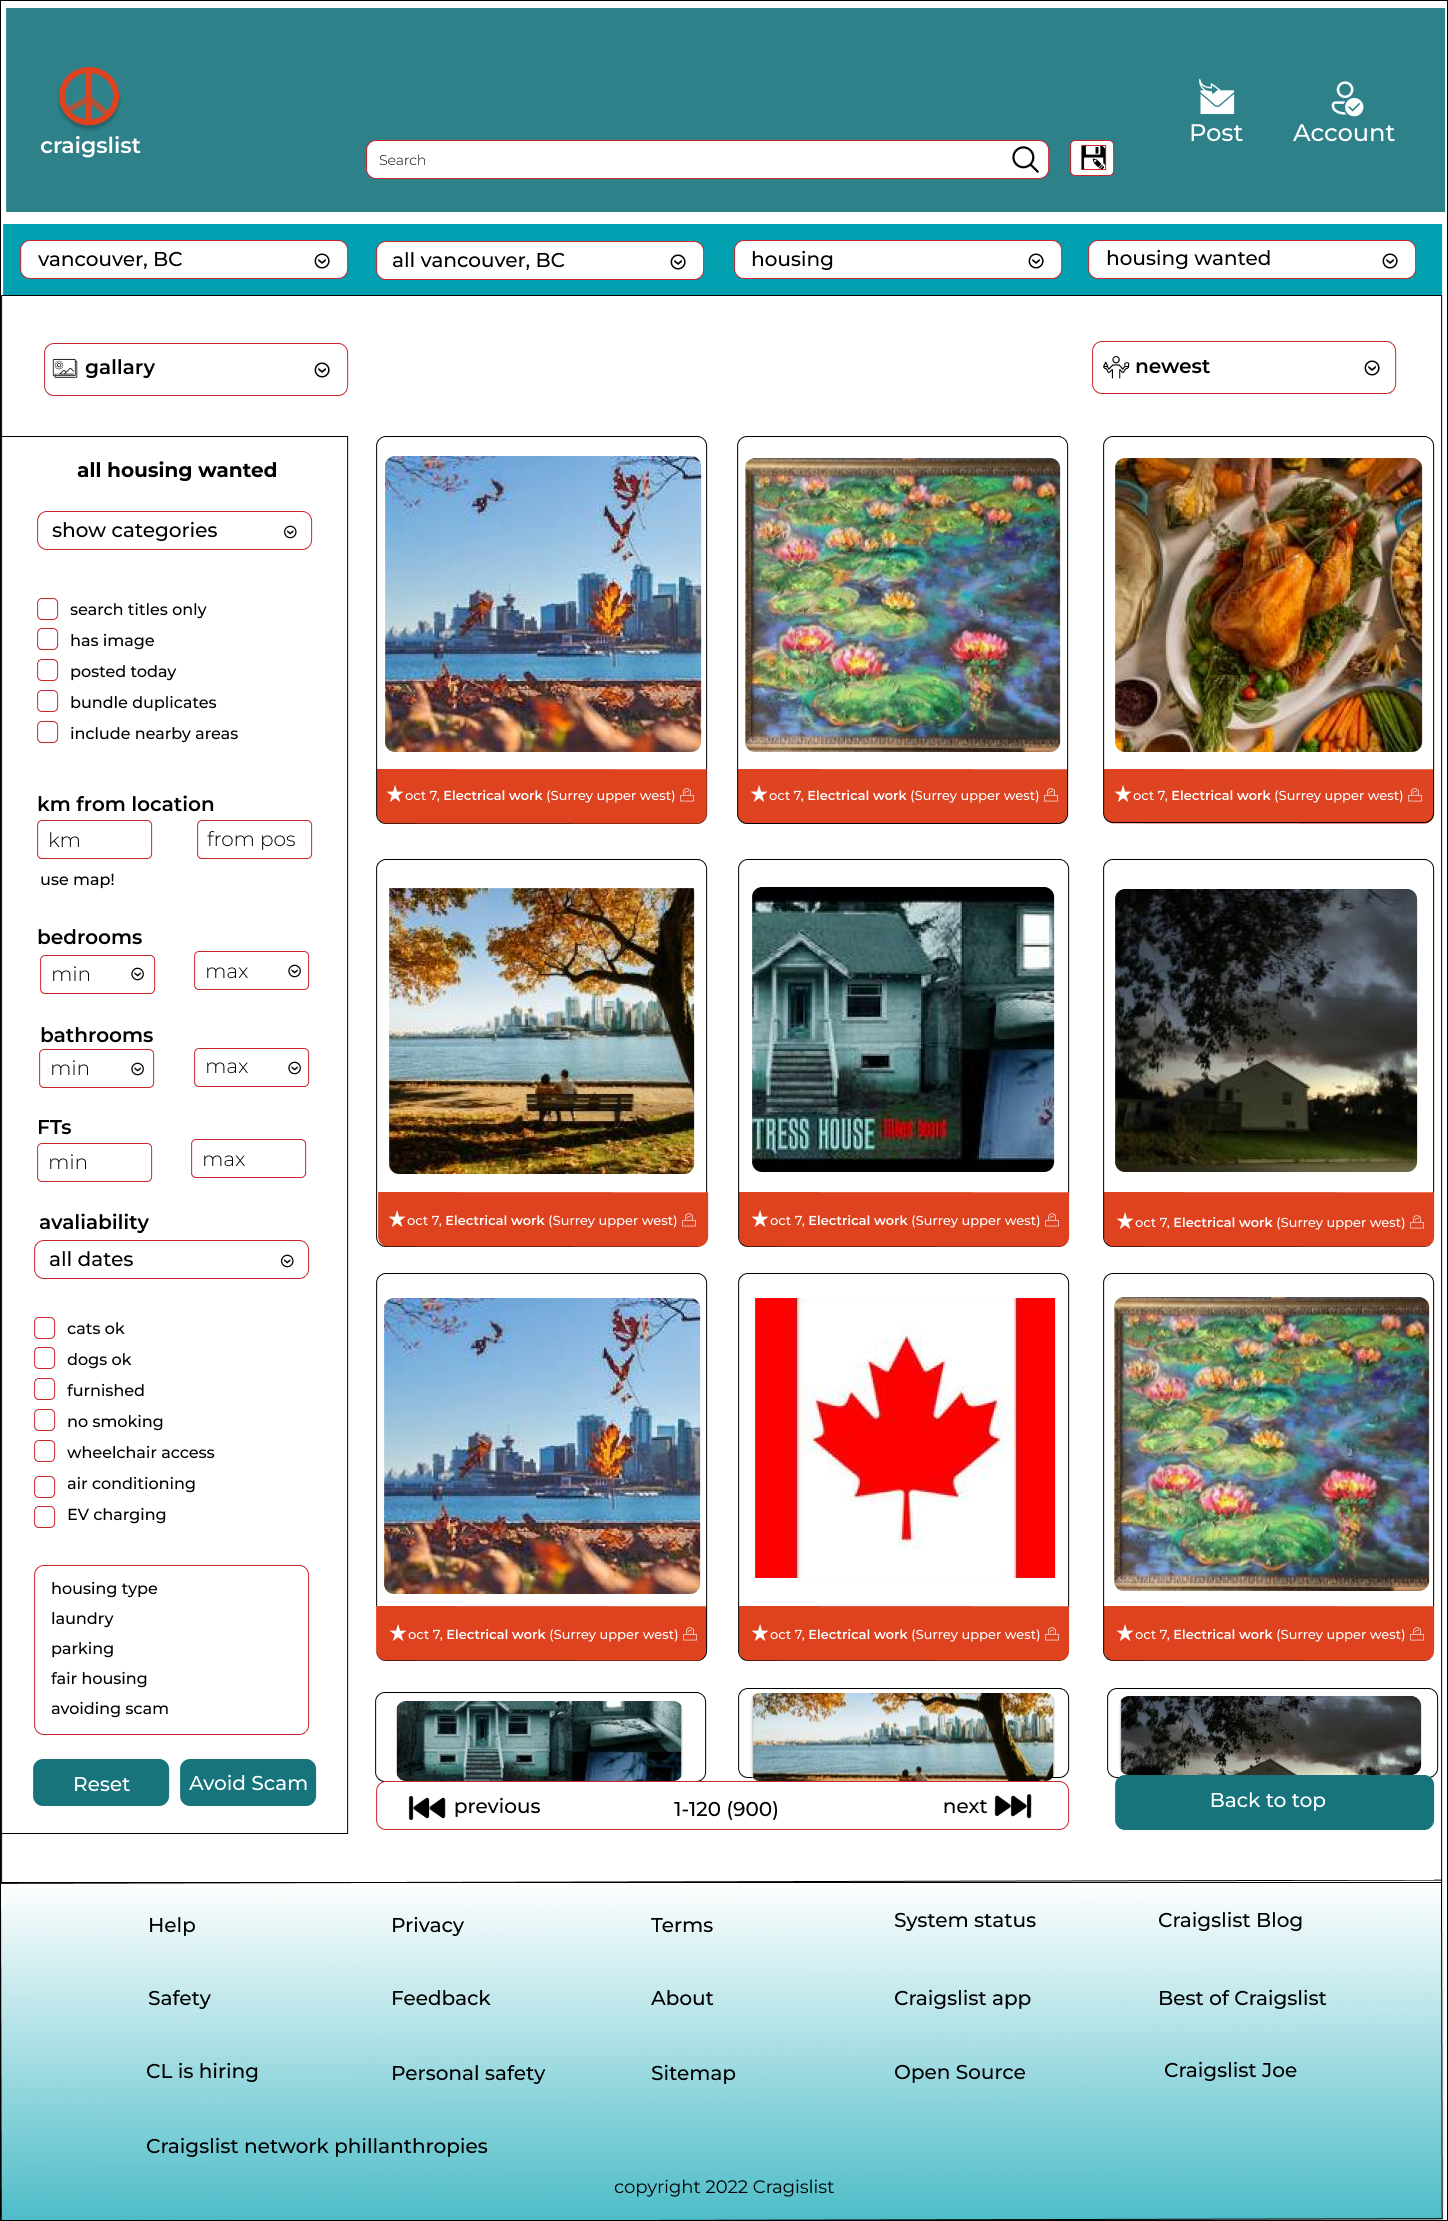 craigslist
Search
Post
Account
vancouver, BC
all vancouver, BC
housing
housing wanted
gallary
newest
all housing wanted
show categories
search titles only
has image
posted today
bundle duplicates
include nearby areas
km from location
km
from pos
use map!
bedrooms
min
max
bathrooms
min
max
FTs
min
max
avaliability
all dates
cats ok
dogs ok
furnished
no smoking
wheelchair access
air conditioning
EV charging
housing type
laundry
parking
fair housing
avoiding scam
Reset
Avoid Scam
oct 7, Electrical work (Surrey upper west)
oct 7, Electrical work (Surrey upper west)
oct 7, Electrical work (Surrey upper west)
TRESS HOUSE
oct 7, Electrical work (Surrey upper west)
oct 7, Electrical work (Surrey upper west)
oct 7, Electrical work (Surrey upper west)
oct 7, Electrical work (Surrey upper west)
oct 7, Electrical work (Surrey upper west)
oct 7, Electrical work (Surrey upper west)
previous
1-120 (900)
next
Back to top
Help
Privacy
Terms
System status
Craigslist Blog
Safety
Feedback
About
Craigslist app
Best of Craigslist
CL is hiring
Personal safety
Sitemap
Open Source
Craigslist Joe
Craigslist network phillanthropies
copyright 2022 Cragislist